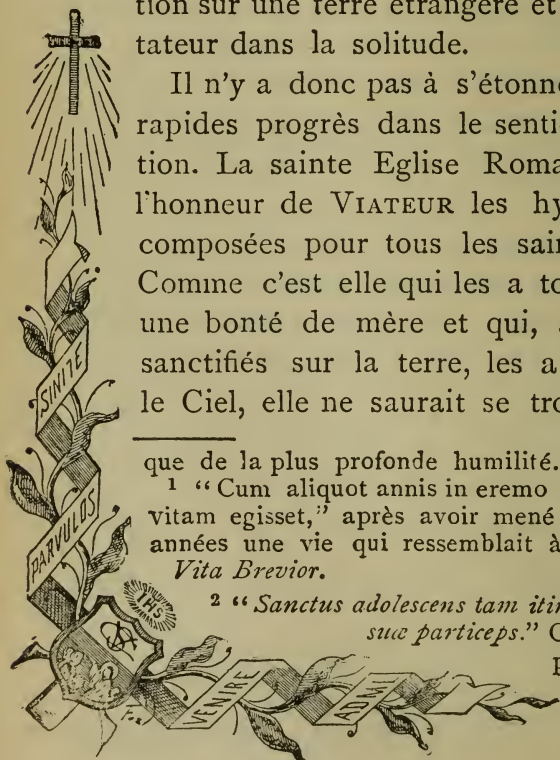 tion sur une terre étrangère et
tateur dans la solitude.
Il n'y a donc pas à s'étonne
rapides progrès dans le senti
tion. La sainte Eglise Roma
l'honneur de VIATEUR les hy
composées pour tous les sain
Comme c'est elle qui les a to
une bonté de mère et qui,
sanctifiés sur la terre, les a
le Ciel, elle ne saurait se tro
que de la plus profonde humilité.
1 “Cum aliquot annis in eremo
vitam egisset,” après avoir mené
années une vie qui ressemblait à
Vita Brevior.
2 “Sanctus adolescens tam itin
suæ particeps.” C
SINITE
PARVULOS
IHS
VENIRE
AD ME